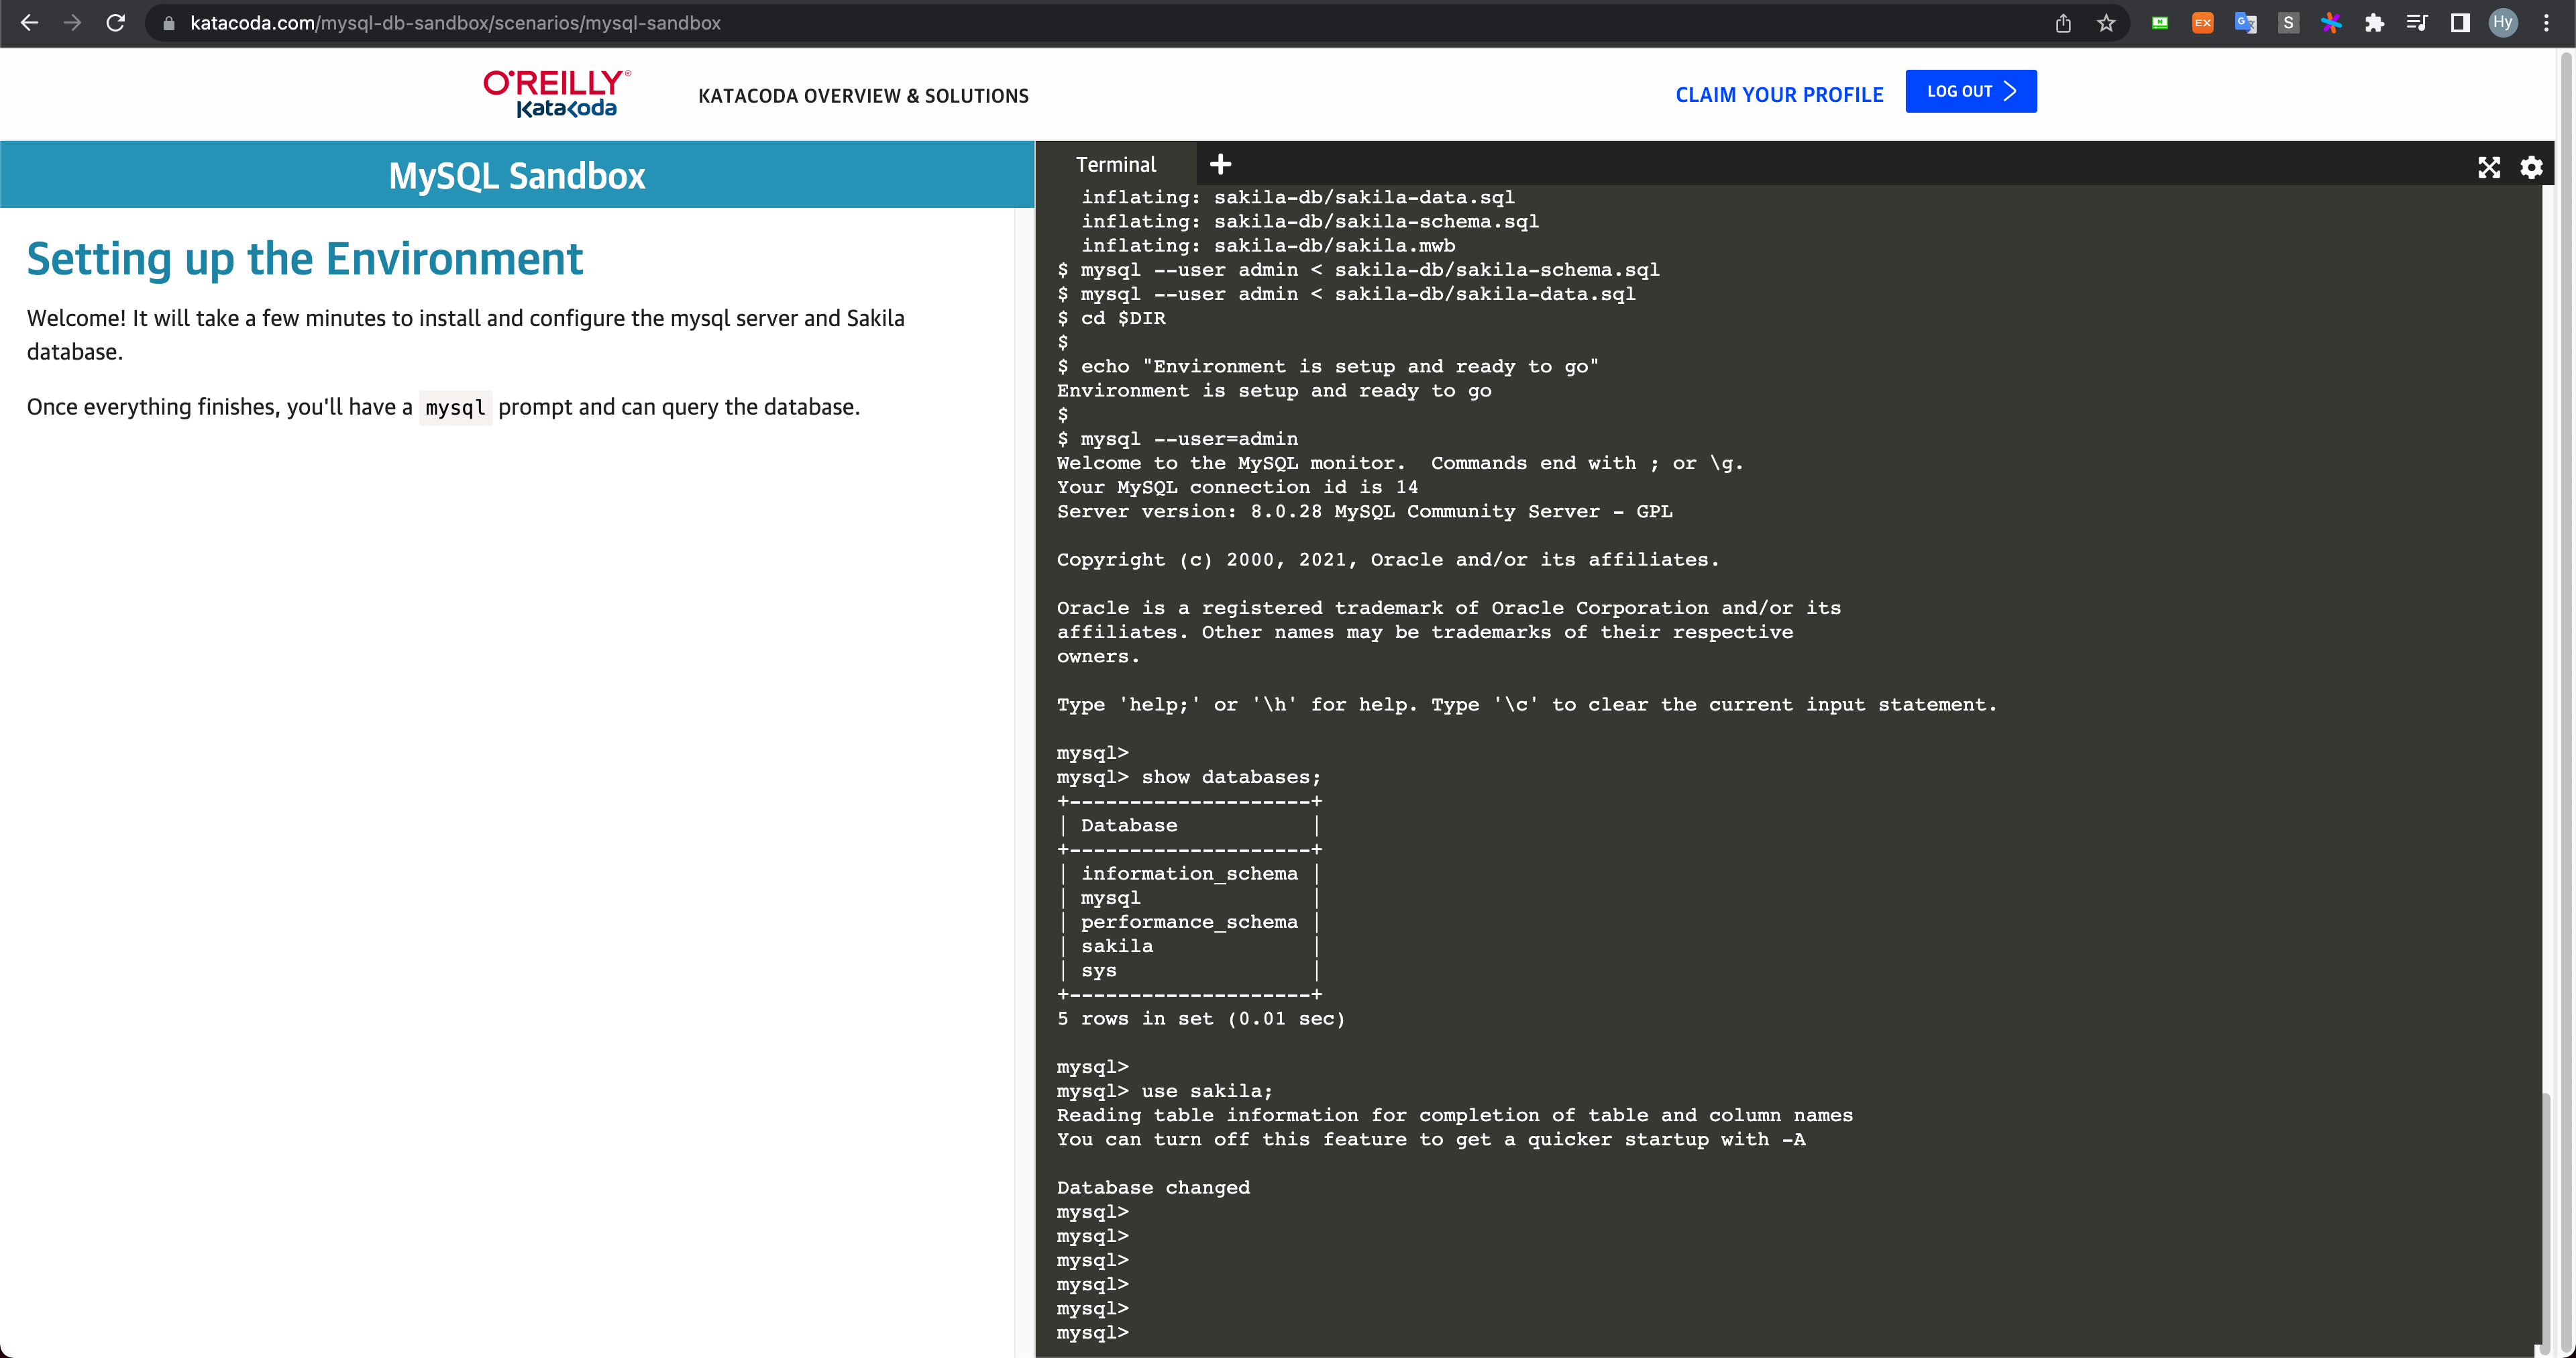 katacoda.com/mysql-db-sandbox/scenarios/mysql-sandbox
EX
G
S
Hy
O'REILLY®
Katacoda
KATACODA OVERVIEW & SOLUTIONS
CLAIM YOUR PROFILE
LOG OUT
MySQL Sandbox
Setting up the Environment
Welcome! It will take a few minutes to install and configure the mysql server and Sakila
database.
Once everything finishes, you'll have a mysql prompt and can query the database.
Terminal
  inflating: sakila-db/sakila-data.sql
  inflating: sakila-db/sakila-schema.sql
  inflating: sakila-db/sakila.mwb
$ mysql --user admin < sakila-db/sakila-schema.sql
$ mysql --user admin < sakila-db/sakila-data.sql
$ cd $DIR
$
$ echo "Environment is setup and ready to go"
Environment is setup and ready to go
$
$ mysql --user=admin
Welcome to the MySQL monitor.  Commands end with ; or \g.
Your MySQL connection id is 14
Server version: 8.0.28 MySQL Community Server - GPL
Copyright (c) 2000, 2021, Oracle and/or its affiliates.
Oracle is a registered trademark of Oracle Corporation and/or its
affiliates. Other names may be trademarks of their respective
owners.
Type 'help;' or '\h' for help. Type '\c' to clear the current input statement.
mysql>
mysql> show databases;
+--------------------+
| Database           |
+--------------------+
| information_schema |
| mysql              |
| performance_schema |
| sakila             |
| sys                |
+--------------------+
5 rows in set (0.01 sec)
mysql>
mysql> use sakila;
Reading table information for completion of table and column names
You can turn off this feature to get a quicker startup with -A
Database changed
mysql>
mysql>
mysql>
mysql>
mysql>
mysql>